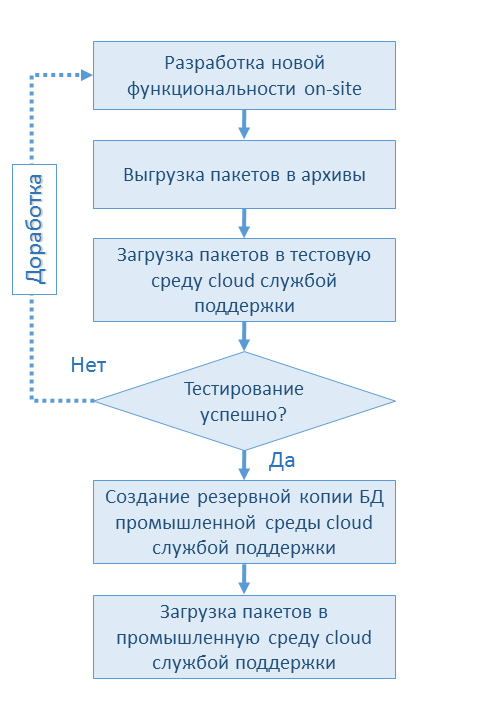 Разработка новой
функциональности on-site
Выгрузка пакетов в архивы
Доработка
Загрузка пакетов в тестовую
среду cloud службой
поддержки
Нет
Тестирование
успешно?
Да
Создание резервной копии БД
промышленной среды cloud
службой поддержки
Загрузка пакетов в
промышленную среду cloud
службой поддержки